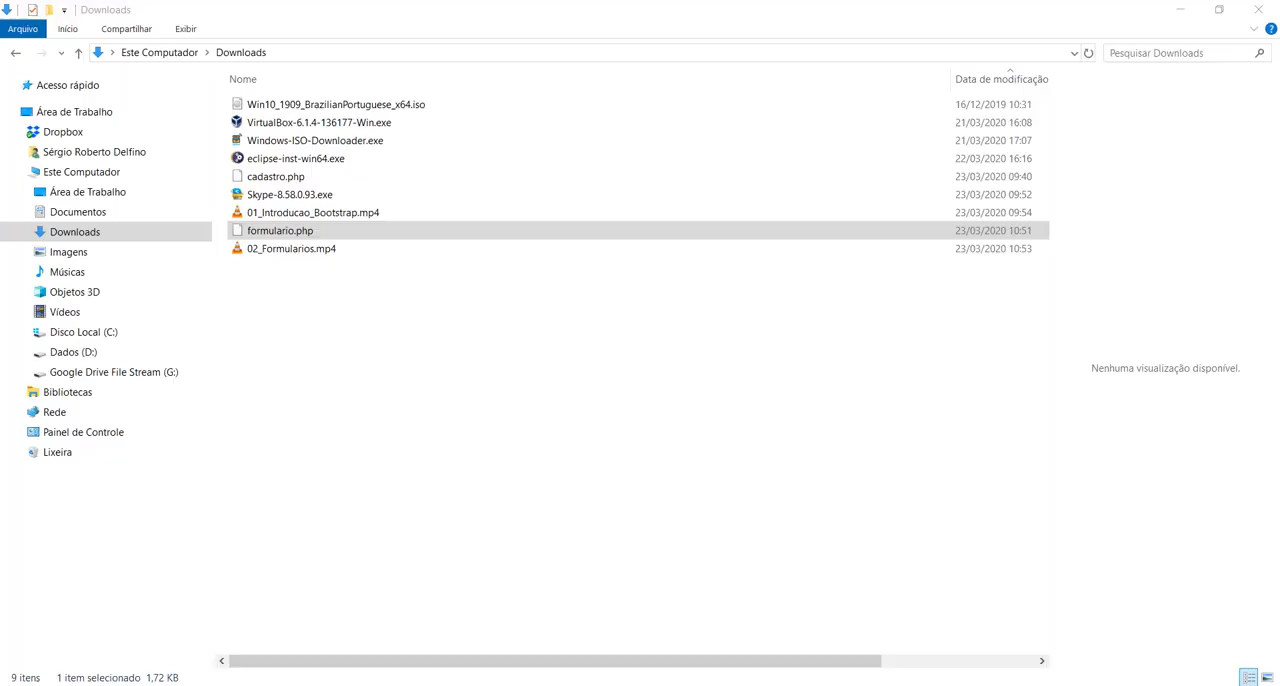 Downloads
Arquivo Início Compartilhar Exibir
Este Computador Downloads Pesquisar Downloads
Acesso rápido
Área de Trabalho
Dropbox
Sérgio Roberto Delfino
Este Computador
Área de Trabalho
Documentos
Downloads
Imagens
Músicas
Objetos 3D
Vídeos
Disco Local (C:)
Dados (D:)
Google Drive File Stream (G:)
Bibliotecas
Rede
Painel de Controle
Lixeira
Nome Data de modificação
Win10_1909_BrazilianPortuguese_x64.iso 16/12/2019 10:31
VirtualBox-6.1.4-136177-Win.exe 21/03/2020 16:08
Windows-ISO-Downloader.exe 21/03/2020 17:07
eclipse-inst-win64.exe 22/03/2020 16:16
cadastro.php 23/03/2020 09:40
Skype-8.58.0.93.exe 23/03/2020 09:52
01_Introducao_Bootstrap.mp4 23/03/2020 09:54
formulario.php 23/03/2020 10:51
02_Formularios.mp4 23/03/2020 10:53
Nenhuma visualização disponível.
9 itens 1 item selecionado 1,72 KB